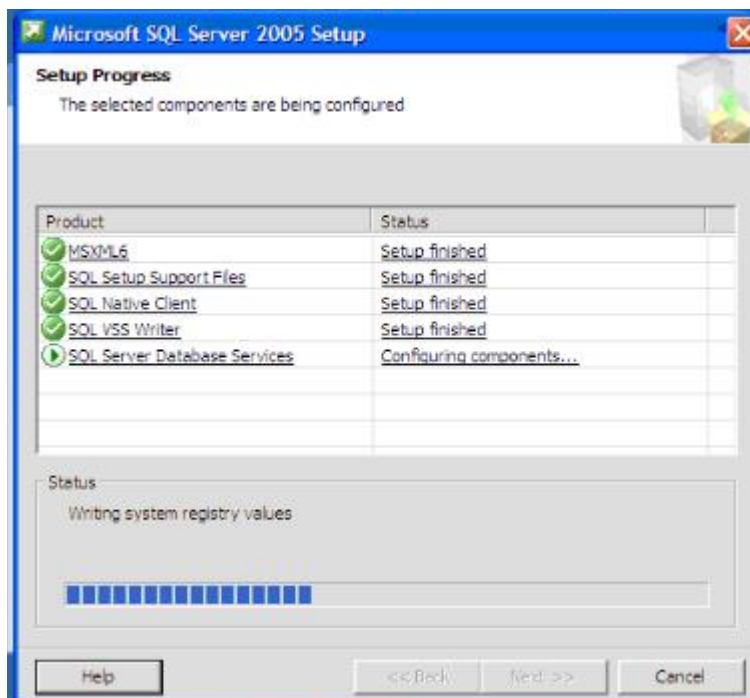 Microsoft SQL Server 2005 Setup
Setup Progress
The selected components are being configured
Product Status
MSXML6 Setup finished
SQL Setup Support Files Setup finished
SQL Native Client Setup finished
SQL VSS Writer Setup finished
SQL Server Database Services Configuring components...
Status
Writing system registry values
Help << Back Next >> Cancel